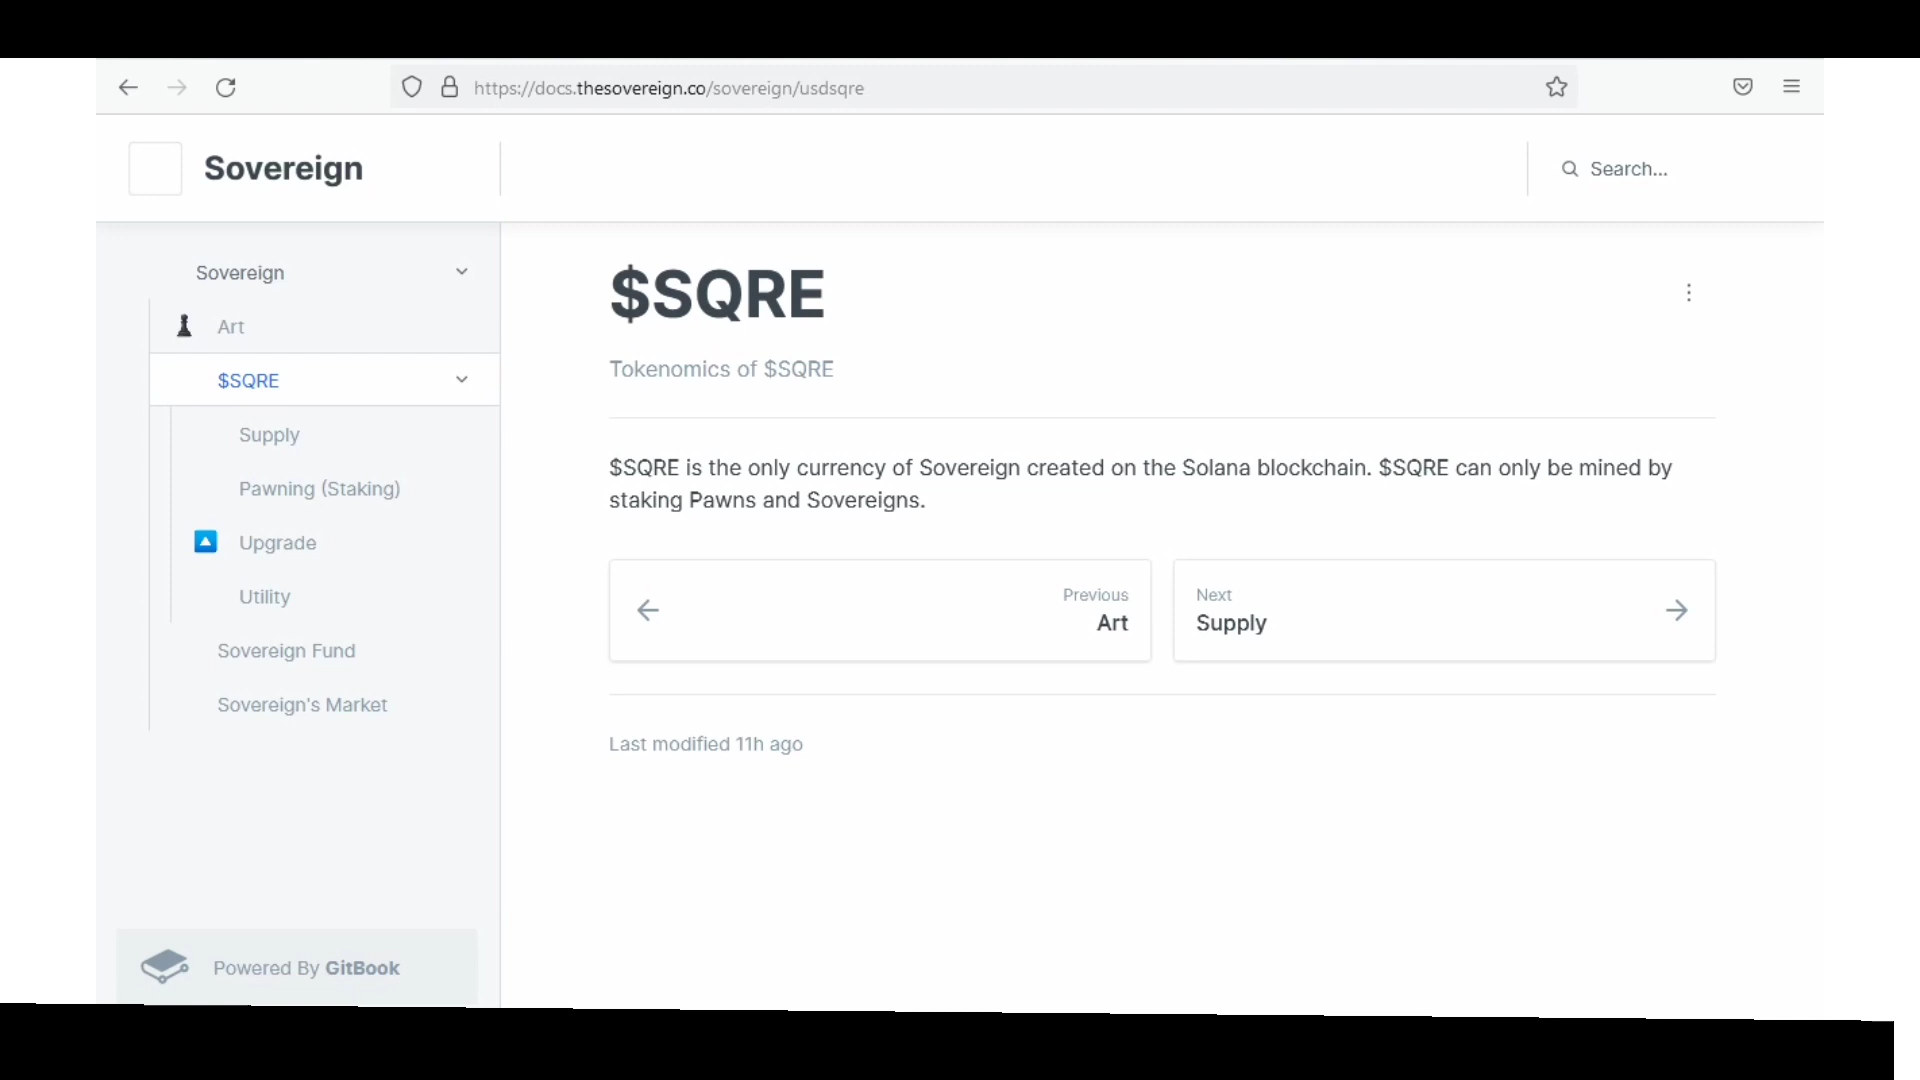 https://docs.thesovereign.co/sovereign/usdsqre
Sovereign
Search...
Sovereign
Art
$SQRE
Supply
Pawning (Staking)
Upgrade
Utility
Sovereign Fund
Sovereign's Market
Powered By GitBook
$SQRE
Tokenomics of $SQRE
$SQRE is the only currency of Sovereign created on the Solana blockchain. $SQRE can only be mined by
staking Pawns and Sovereigns.
Previous
Art
Next
Supply
Last modified 11h ago